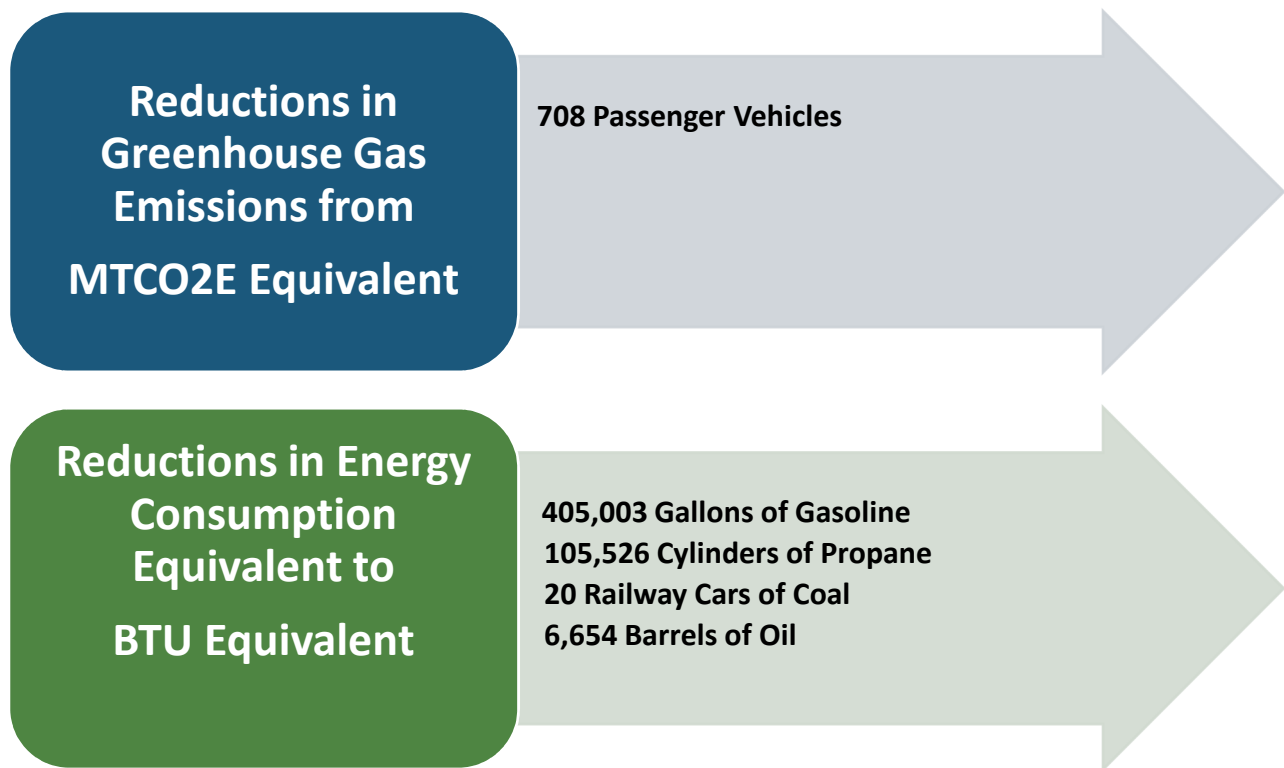 Reductions in
Greenhouse Gas
Emissions from
MTCO2E Equivalent
708 Passenger Vehicles
Reductions in Energy
Consumption
Equivalent to
BTU Equivalent
405,003 Gallons of Gasoline
105,526 Cylinders of Propane
20 Railway Cars of Coal
6,654 Barrels of Oil